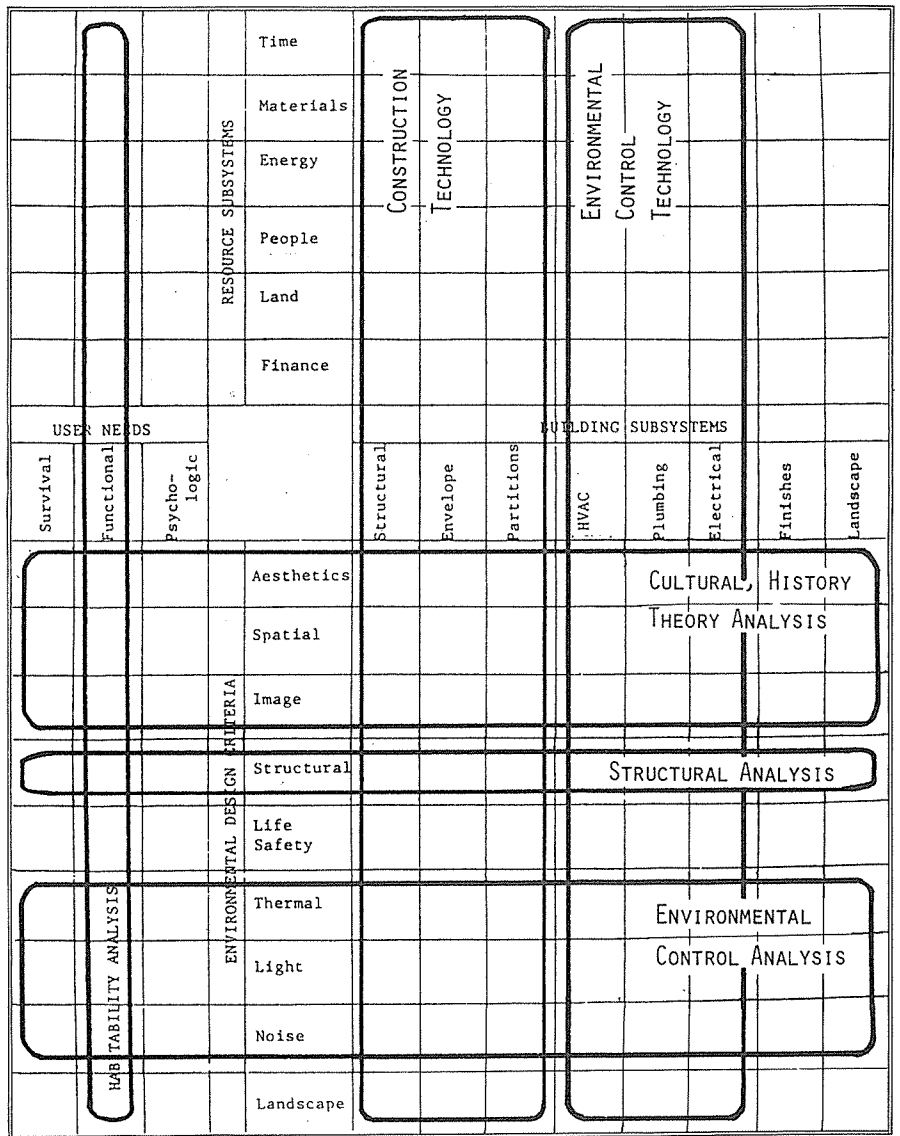 Time
Materials
Energy
People
Land
Finance
RESOURCE SUBSYSTEMS
CONSTRUCTION
TECHNOLOGY
ENVIRONMENTAL
CONTROL
TECHNOLOGY
USER NEEDS
BUILDING SUBSYSTEMS
Survival
Functional
Psycho-
logic
Structural
Envelope
Partitions
HVAC
Plumbing
Electrical
Finishes
Landscape
Aesthetics
Spatial
Image
Structural
Life
Safety
Thermal
Light
Noise
Landscape
ENVIRONMENTAL DESIGN CRITERIA
HABITABILITY ANALYSIS
CULTURAL, HISTORY
THEORY ANALYSIS
STRUCTURAL ANALYSIS
ENVIRONMENTAL
CONTROL ANALYSIS